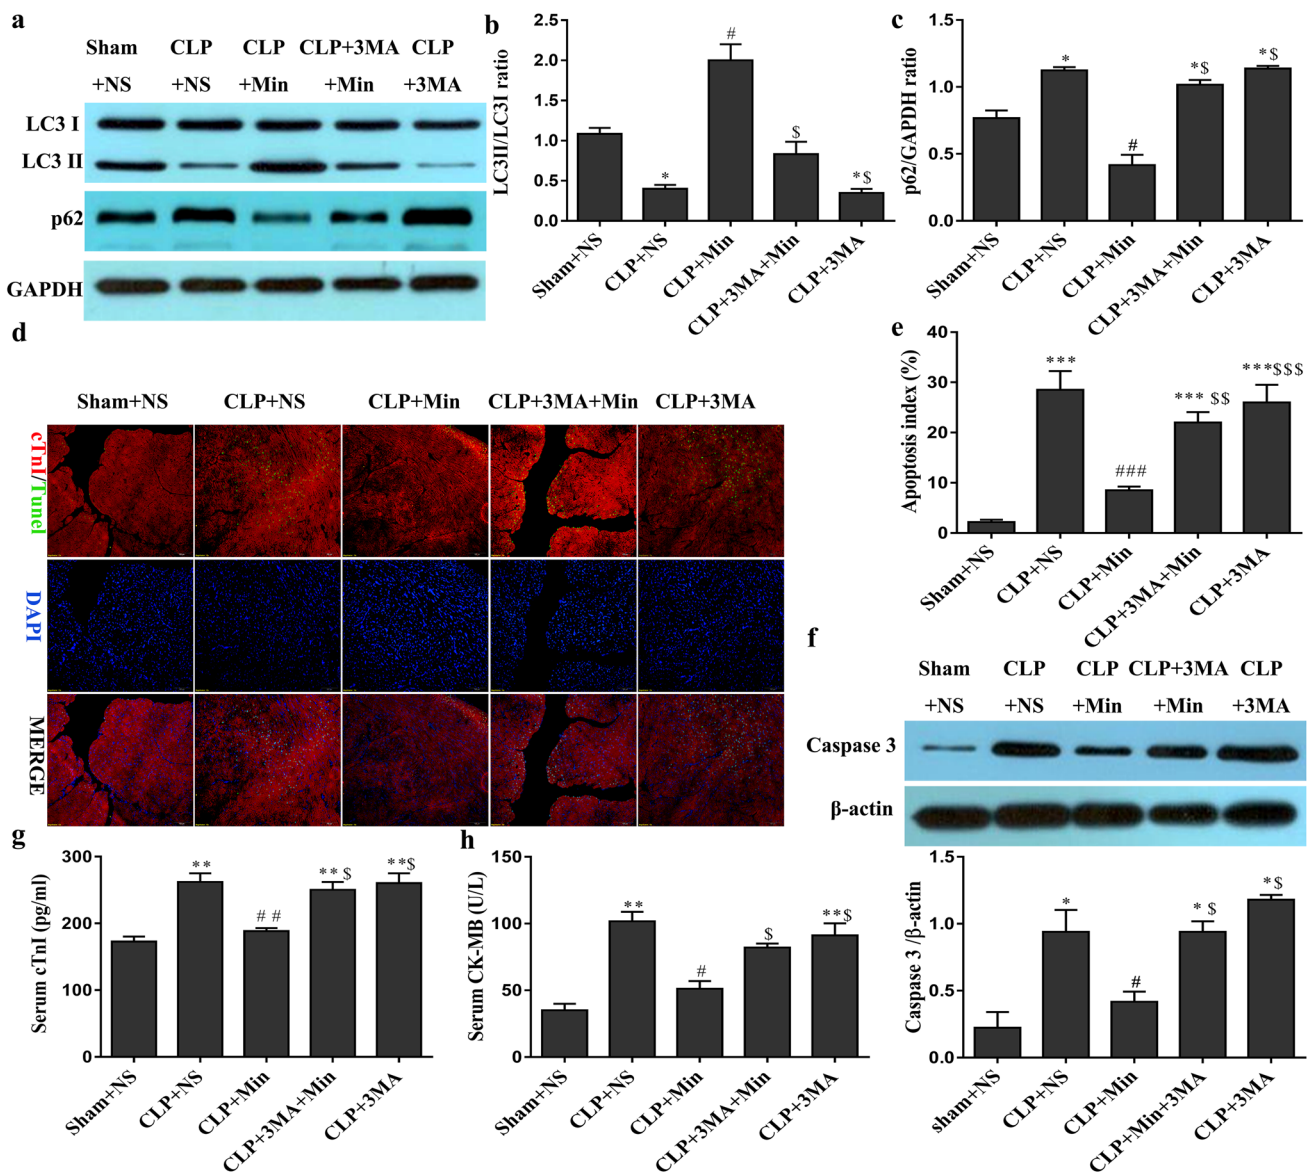 a
Sham CLP CLP CLP+3MA CLP
+NS +NS +Min +Min +3MA
LC3 I
LC3 II
p62
GAPDH
b
LC3II/LC3I ratio
2.5
2.0
1.5
1.0
0.5
0.0
* # $ *$
Sham+NS
CLP+NS
CLP+Min
CLP+3MA+Min
CLP+3MA
c
p62/GAPDH ratio
1.5
1.0
0.5
0.0
* # *$ *$
Sham+NS
CLP+NS
CLP+Min
CLP+3MA+Min
CLP+3MA
d
Sham+NS CLP+NS CLP+Min CLP+3MA+Min CLP+3MA
cTnI/Tunel
DAPI
MERGE
e
Apoptosis index (%)
40
30
20
10
0
*** ### *** $$ ***$$$
Sham+NS
CLP+NS
CLP+Min
CLP+3MA+Min
CLP+3MA
f
Sham CLP CLP CLP+3MA CLP
+NS +NS +Min +Min +3MA
Caspase 3
β-actin
Caspase 3 /β-actin
1.5
1.0
0.5
0.0
* # * $ *$
sham+NS
CLP+NS
CLP+Min
CLP+Min+3MA
CLP+3MA
g
Serum cTnI (pg/ml)
300
200
100
0
** # # ** $ **$
Sham+NS
CLP+NS
CLP+Min
CLP+3MA+Min
CLP+3MA
h
Serum CK-MB (U/L)
150
100
50
0
** # $ **$
Sham+NS
CLP+NS
CLP+Min
CLP+3MA+Min
CLP+3MA